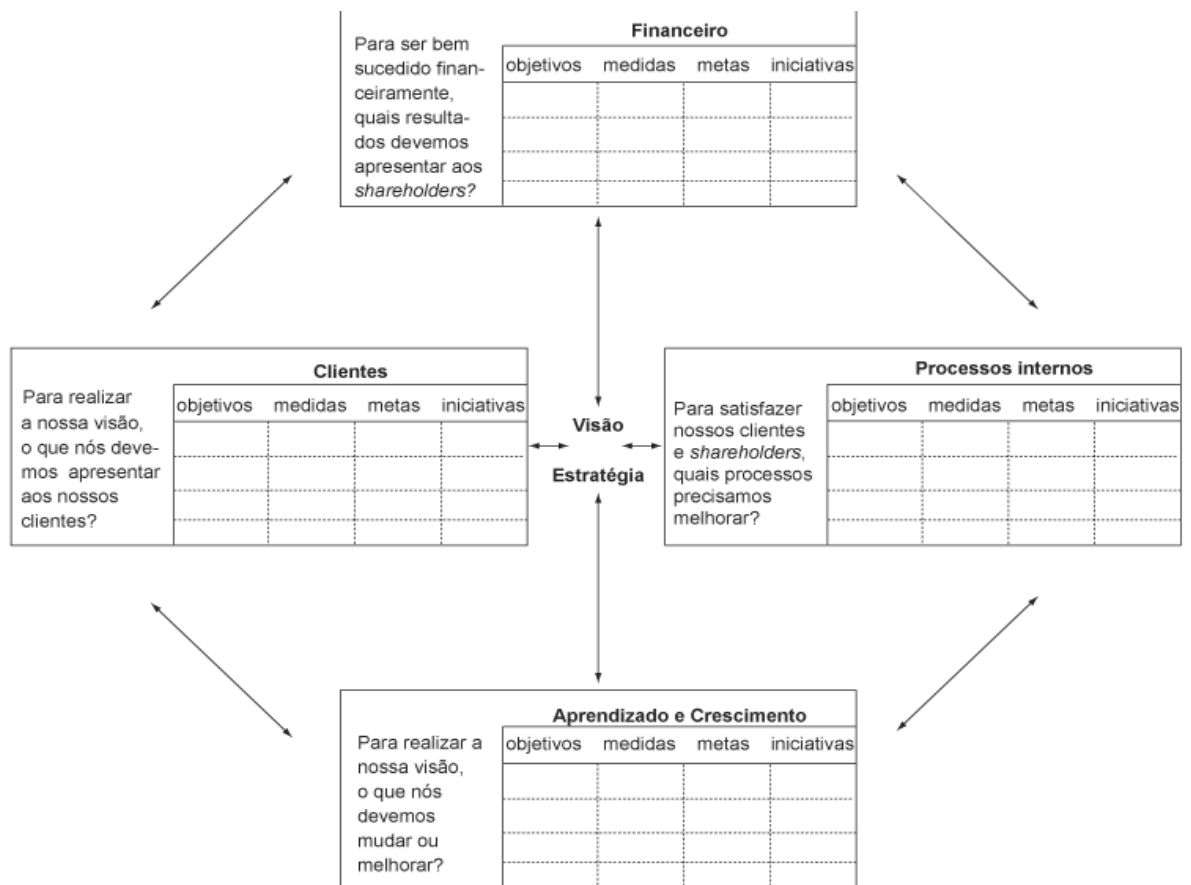 Financeiro
Para ser bem
sucedido finan-
ceiramente,
quais resulta-
dos devemos
apresentar aos
shareholders?
objetivos medidas metas iniciativas
Clientes
Para realizar
a nossa visão,
o que nós deve-
mos apresentar
aos nossos
clientes?
objetivos medidas metas iniciativas
Visão
Estratégia
Processos internos
Para satisfazer
nossos clientes
e shareholders,
quais processos
precisamos
melhorar?
objetivos medidas metas iniciativas
Aprendizado e Crescimento
Para realizar a
nossa visão,
o que nós
devemos
mudar ou
melhorar?
objetivos medidas metas iniciativas